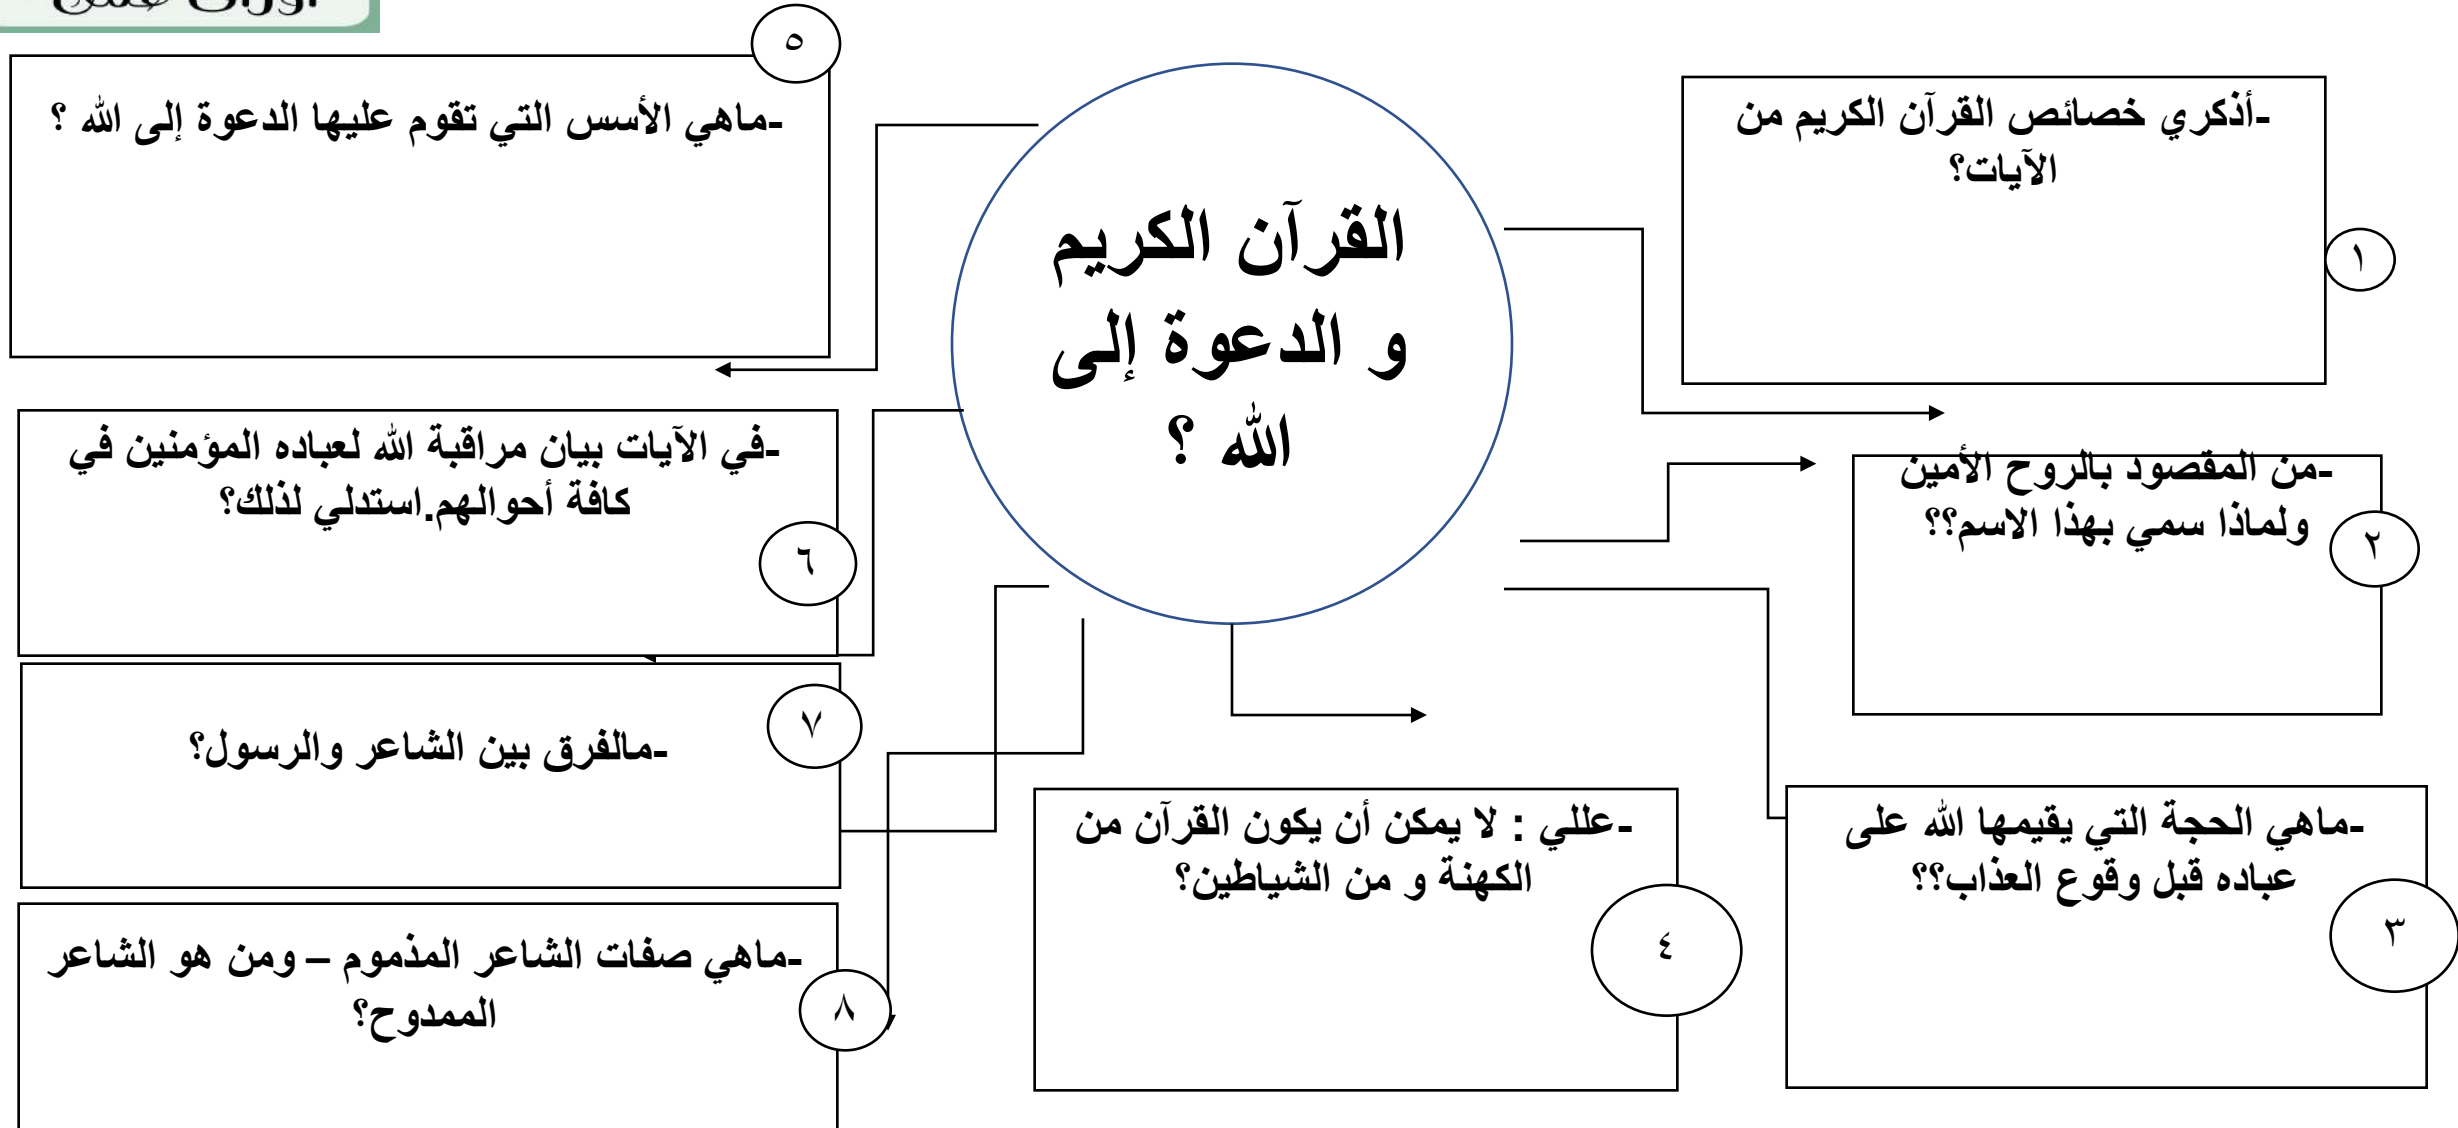 القرآن الكريم
و الدعوة إلى
الله ؟
-أذكري خصائص القرآن الكريم من
الآيات؟
١
-من المقصود بالروح الأمين
ولماذا سمي بهذا الاسم؟؟
٢
-ماهي الحجة التي يقيمها الله على
عباده قبل وقوع العذاب؟؟
٣
-عللي : لا يمكن أن يكون القرآن من
الكهنة و من الشياطين؟
٤
٥
-ماهي الأسس التي تقوم عليها الدعوة إلى الله ؟
-في الآيات بيان مراقبة الله لعباده المؤمنين في
كافة أحوالهم.استدلي لذلك؟
٦
٧
-مالفرق بين الشاعر والرسول؟
-ماهي صفات الشاعر المذموم – ومن هو الشاعر
الممدوح؟
٨